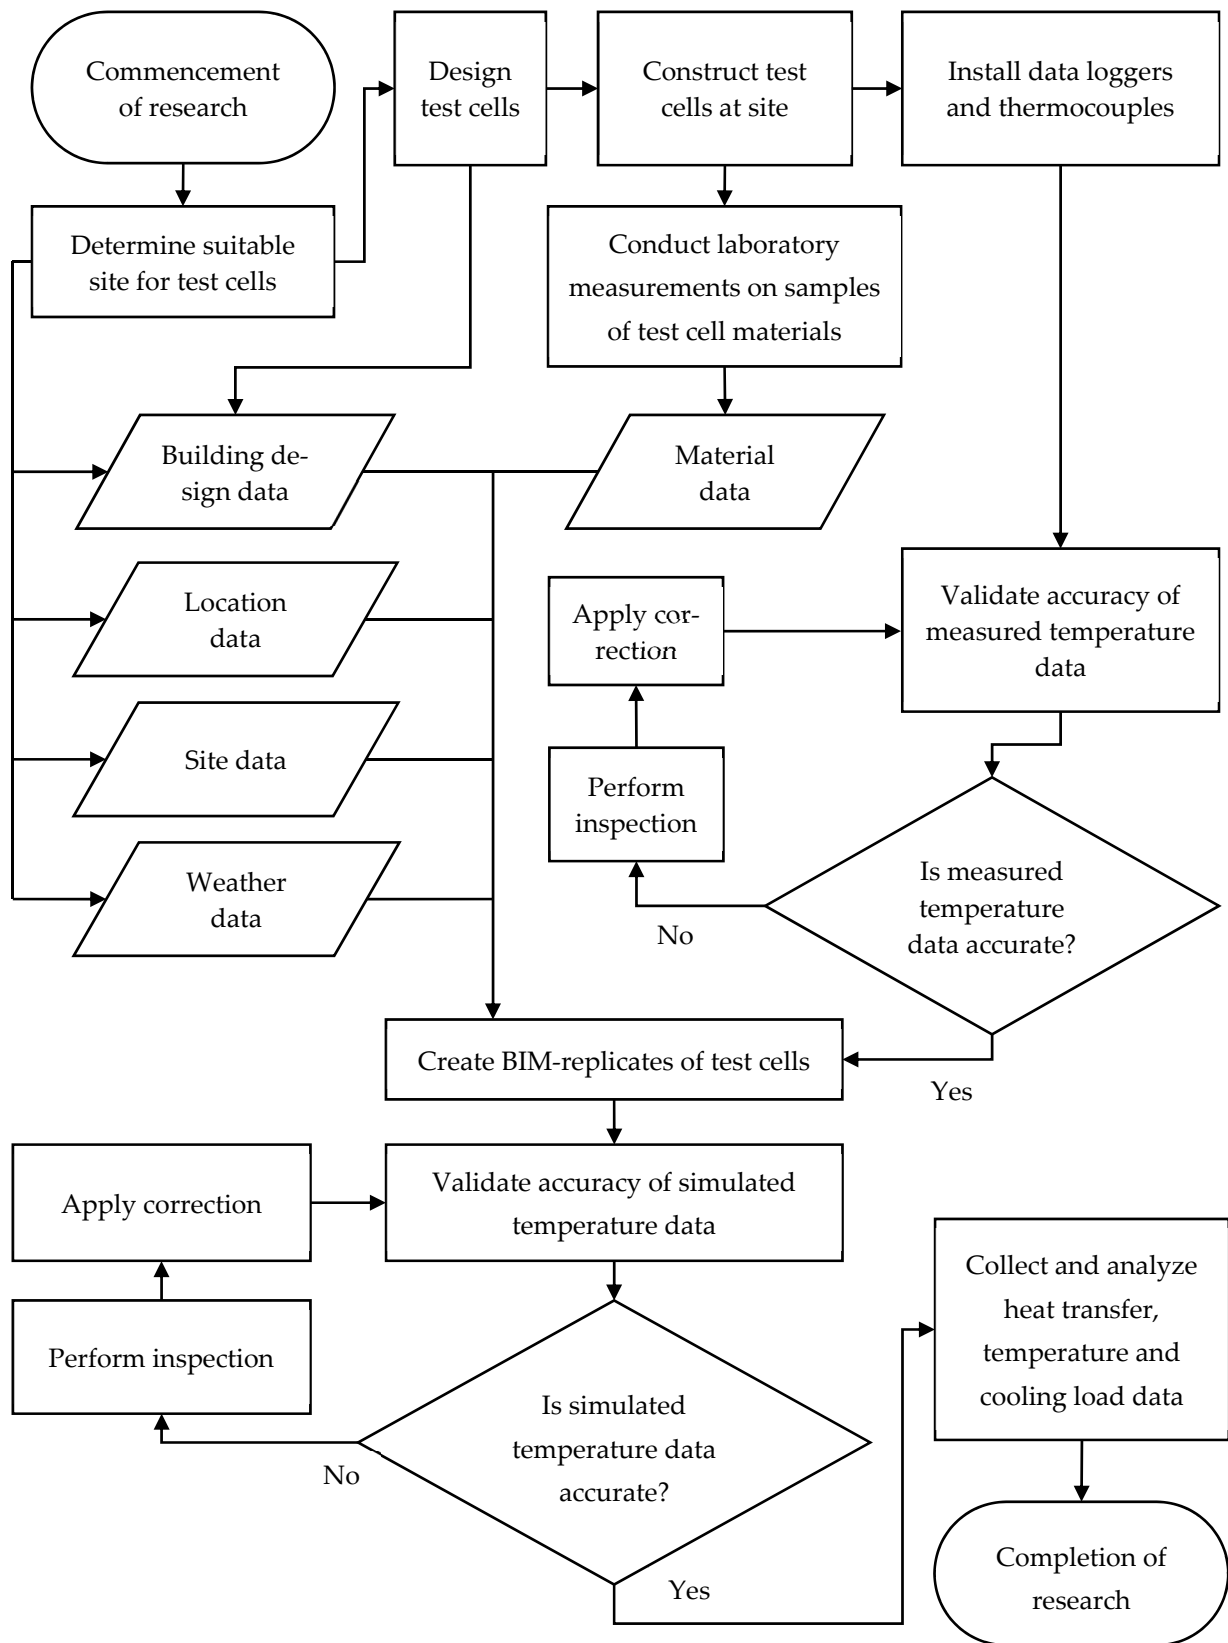 Commencement
of research
Design
test cells
Construct test
cells at site
Install data loggers
and thermocouples
Determine suitable
site for test cells
Conduct laboratory
measurements on samples
of test cell materials
Building de-
sign data
Material
data
Location
data
Apply cor-
rection
Validate accuracy of
measured temperature
data
Site data
Perform
inspection
Weather
data
Is measured
temperature
data accurate?
No
Create BIM-replicates of test cells
Yes
Apply correction
Validate accuracy of simulated
temperature data
Collect and analyze
heat transfer,
temperature and
cooling load data
Perform inspection
Is simulated
temperature data
accurate?
No
Yes
Completion of
research